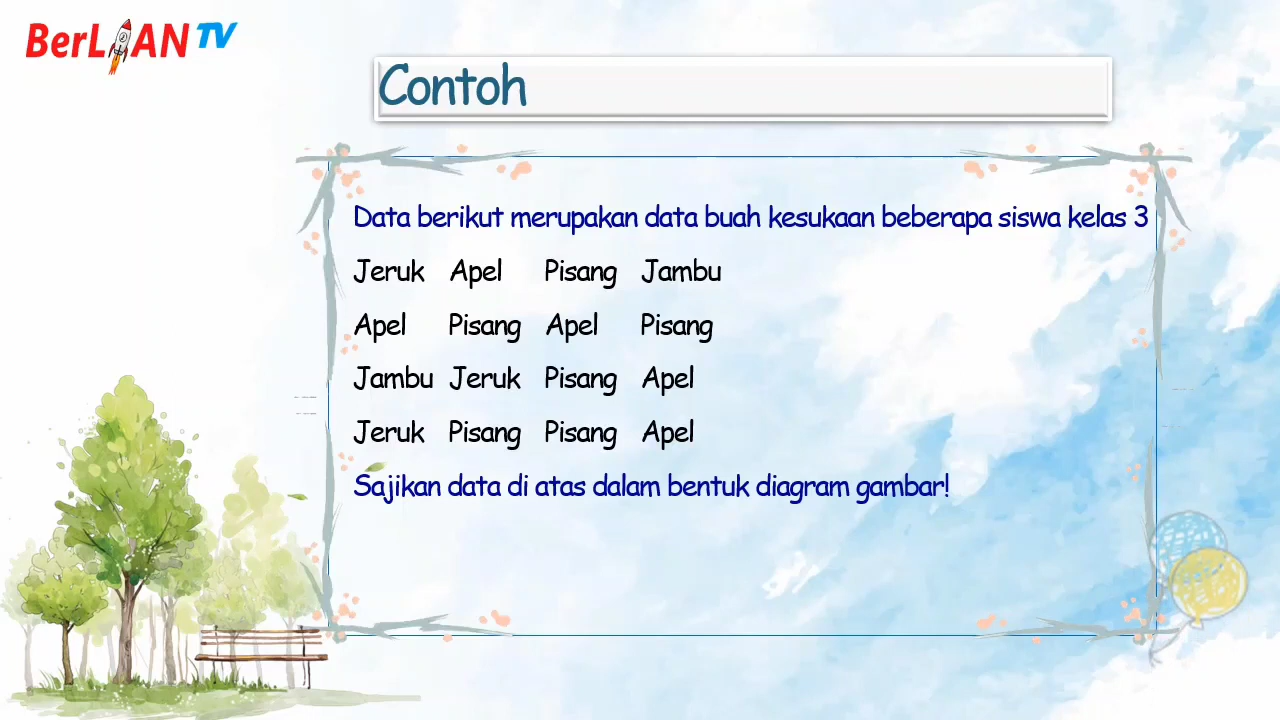 BerLIAN TV
Contoh
Data berikut merupakan data buah kesukaan beberapa siswa kelas 3
Jeruk Apel Pisang Jambu
Apel Pisang Apel Pisang
Jambu Jeruk Pisang Apel
Jeruk Pisang Pisang Apel
Sajikan data di atas dalam bentuk diagram gambar!